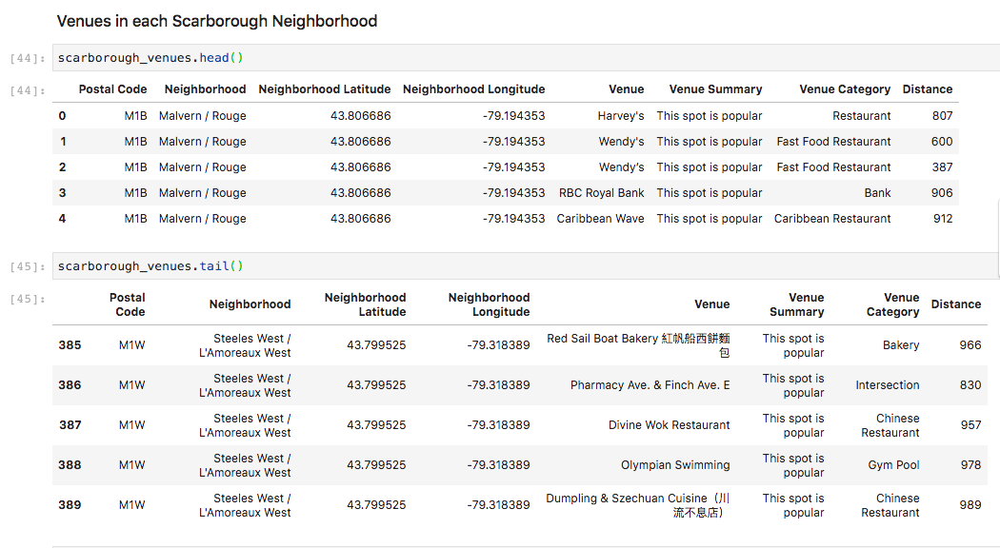 Venues in each Scarborough Neighborhood
[44]: scarborough_venues.head()
[44]: Postal Code Neighborhood Neighborhood Latitude Neighborhood Longitude Venue Venue Summary Venue Category Distance
0 M1B Malvern / Rouge 43.806686 -79.194353 Harvey's This spot is popular Restaurant 807
1 M1B Malvern / Rouge 43.806686 -79.194353 Wendy's This spot is popular Fast Food Restaurant 600
2 M1B Malvern / Rouge 43.806686 -79.194353 Wendy’s This spot is popular Fast Food Restaurant 387
3 M1B Malvern / Rouge 43.806686 -79.194353 RBC Royal Bank This spot is popular Bank 906
4 M1B Malvern / Rouge 43.806686 -79.194353 Caribbean Wave This spot is popular Caribbean Restaurant 912
[45]: scarborough_venues.tail()
[45]: Postal Code Neighborhood Neighborhood Latitude Neighborhood Longitude Venue Venue Summary Venue Category Distance
385 M1W Steeles West / L'Amoreaux West 43.799525 -79.318389 Red Sail Boat Bakery 紅帆船西餅麵包 This spot is popular Bakery 966
386 M1W Steeles West / L'Amoreaux West 43.799525 -79.318389 Pharmacy Ave. & Finch Ave. E This spot is popular Intersection 830
387 M1W Steeles West / L'Amoreaux West 43.799525 -79.318389 Divine Wok Restaurant This spot is popular Chinese Restaurant 957
388 M1W Steeles West / L'Amoreaux West 43.799525 -79.318389 Olympian Swimming This spot is popular Gym Pool 978
389 M1W Steeles West / L'Amoreaux West 43.799525 -79.318389 Dumpling & Szechuan Cuisine（川流不息店） This spot is popular Chinese Restaurant 989